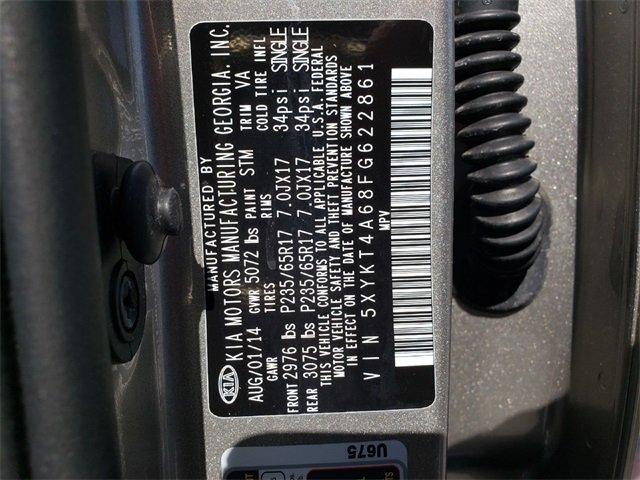 MANUFACTURED BY
KIA KIA MOTORS MANUFACTURING GEORGIA. INC.
AUG/01/14 GVWR 5072 lbs PAINT STM TRIM VA
GAWR TIRES RIMS COLD TIRE INFL
FRONT 2976 lbs P235/65R17 7.0JX17 34psi SINGLE
REAR 3075 lbs P235/65R17 7.0JX17 34psi SINGLE
THIS VEHICLE CONFORMS TO ALL APPLICABLE U.S.A. FEDERAL
MOTOR VEHICLE SAFETY AND THEFT PREVENTION STANDARDS
IN EFFECT ON THE DATE OF MANUFACTURE SHOWN ABOVE
VIN 5XYKT4A68FG622861
MPV
U675